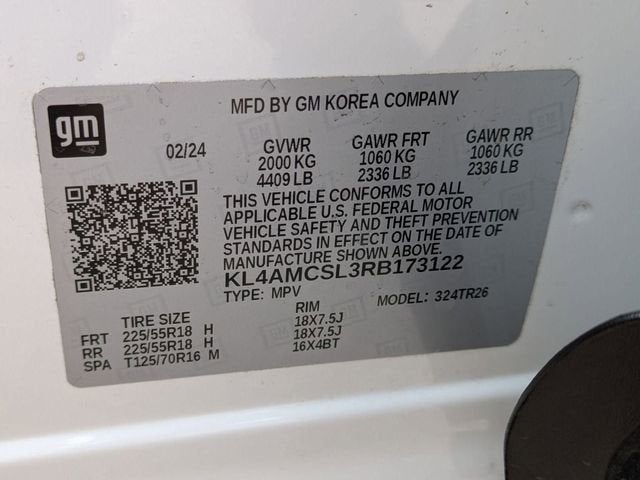 gm
MFD BY GM KOREA COMPANY
02/24
GVWR GAWR FRT GAWR RR
2000 KG 1060 KG 1060 KG
4409 LB 2336 LB 2336 LB
THIS VEHICLE CONFORMS TO ALL
APPLICABLE U.S. FEDERAL MOTOR
VEHICLE SAFETY AND THEFT PREVENTION
STANDARDS IN EFFECT ON THE DATE OF
MANUFACTURE SHOWN ABOVE.
KL4AMCSL3RB173122
TYPE: MPV MODEL: 324TR26
TIRE SIZE RIM
FRT 225/55R18 H 18X7.5J
RR 225/55R18 H 18X7.5J
SPA T125/70R16 M 16X4BT